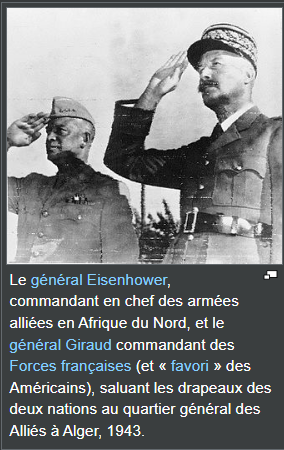 Le général Eisenhower,
commandant en chef des armées
alliées en Afrique du Nord, et le
général Giraud commandant des
Forces françaises (et « favori » des
Américains), saluant les drapeaux des
deux nations au quartier général des
Alliés à Alger, 1943.